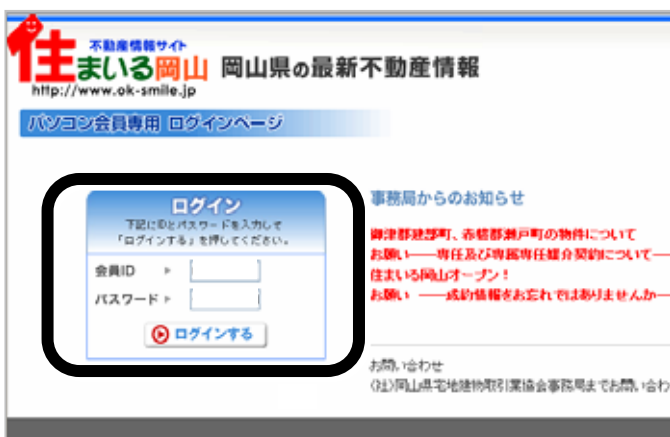 不動産情報サイト
住まいる岡山 岡山県の最新不動産情報
http://www.ok-smile.jp
パソコン会員専用 ログインページ
ログイン
下記にIDとパスワードを入力して
「ログインする」を押してください。
会員ID
パスワード
ログインする
事務局からのお知らせ
御津郡建部町、赤磐郡瀬戸町の物件について
お願い――専任及び専属専任媒介契約について―
住まいる岡山オープン!
お願い ――成約情報をお忘れではありませんか―
お問い合わせ
(社)岡山県宅地建物取引業協会事務局までお問い合わ